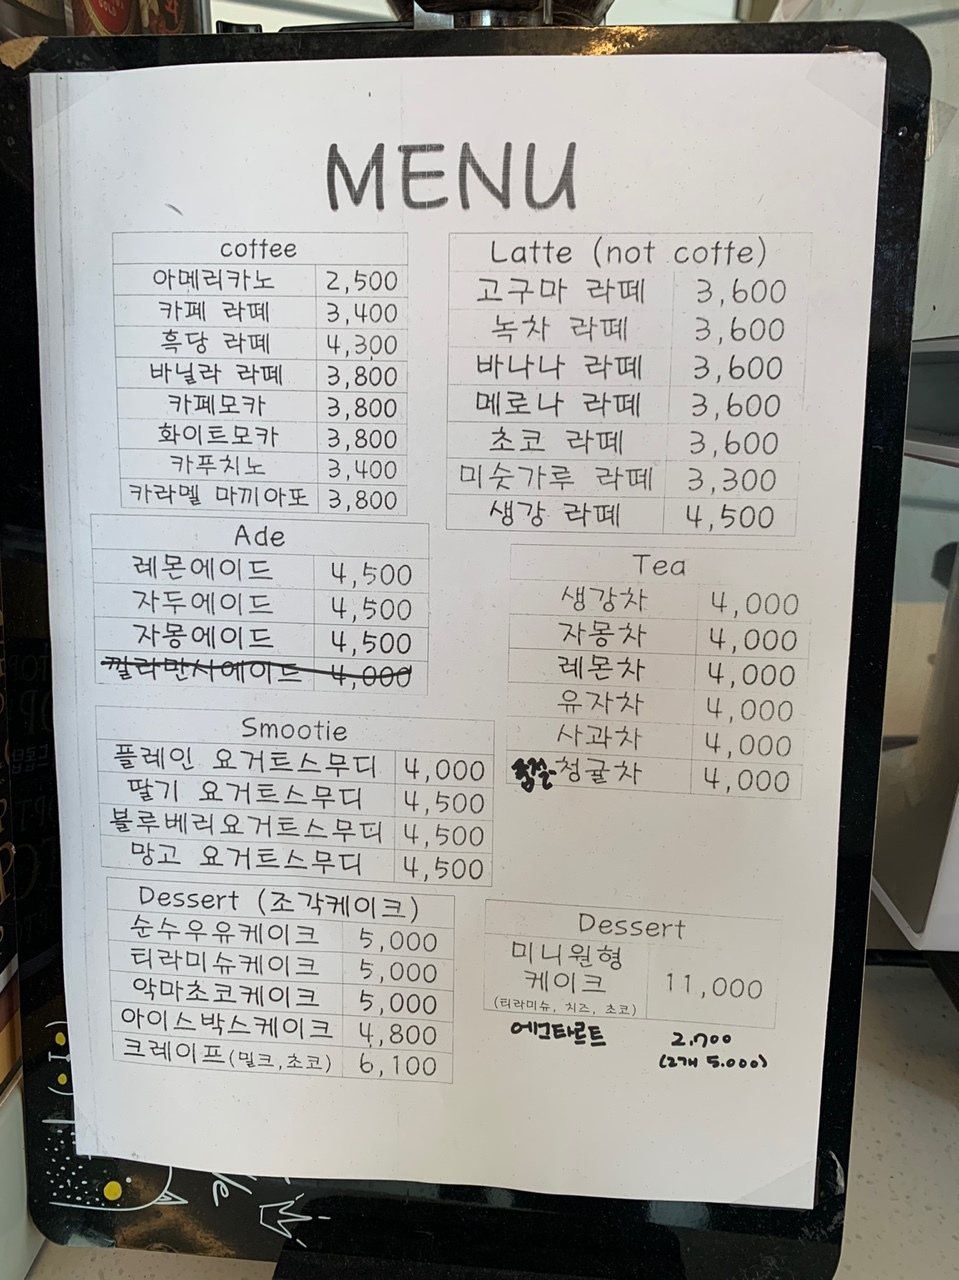 MENU
coffee
아메리카노 2,500
카페 라떼 3,400
흑당 라떼 4,300
바닐라 라떼 3,800
카페모카 3,800
화이트모카 3,800
카푸치노 3,400
카라멜 마끼아또 3,800
Latte (not coffe)
고구마 라떼 3,600
녹차 라떼 3,600
바나나 라떼 3,600
메로나 라떼 3,600
초코 라떼 3,600
미숫가루 라떼 3,300
생강 라떼 4,500
Ade
레몬에이드 4,500
자두에이드 4,500
자몽에이드 4,500
깔라만시에이드 4,000
Tea
생강차 4,000
자몽차 4,000
레몬차 4,000
유자차 4,000
사과차 4,000
청귤차 4,000
Smootie
플레인 요거트스무디 4,000
딸기 요거트스무디 4,500
블루베리요거트스무디 4,500
망고 요거트스무디 4,500
Dessert (조각케이크)
순수우유케이크 5,000
티라미슈케이크 5,000
악마초코케이크 5,000
아이스박스케이크 4,800
크레이프(밀크,초코) 6,100
Dessert
미니원형
케이크 11,000
(티라미슈, 치즈, 초코)
에그타르트 2.700
(2개 5.000)